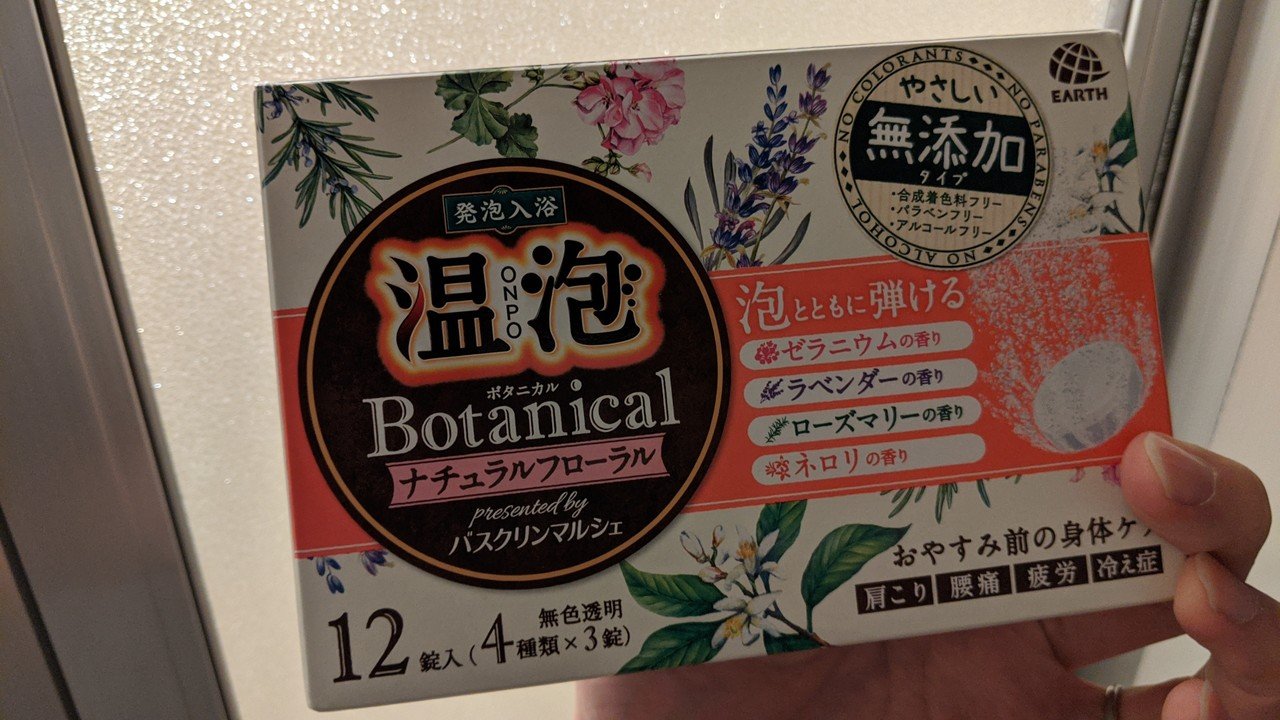 発泡入浴
温泡
ONPO
ボタニカル
Botanical
ナチュラルフローラル
presented by
バスクリンマルシェ
NO COLORANTS
NO PARABENS
NO ALCOHOL
やさしい
無添加
タイプ
・合成着色料フリー
・パラベンフリー
・アルコールフリー
EARTH
泡とともに弾ける
ゼラニウムの香り
ラベンダーの香り
ローズマリーの香り
ネロリの香り
おやすみ前の身体ケア
肩こり 腰痛 疲労 冷え症
無色透明
12錠入(4種類×3錠)